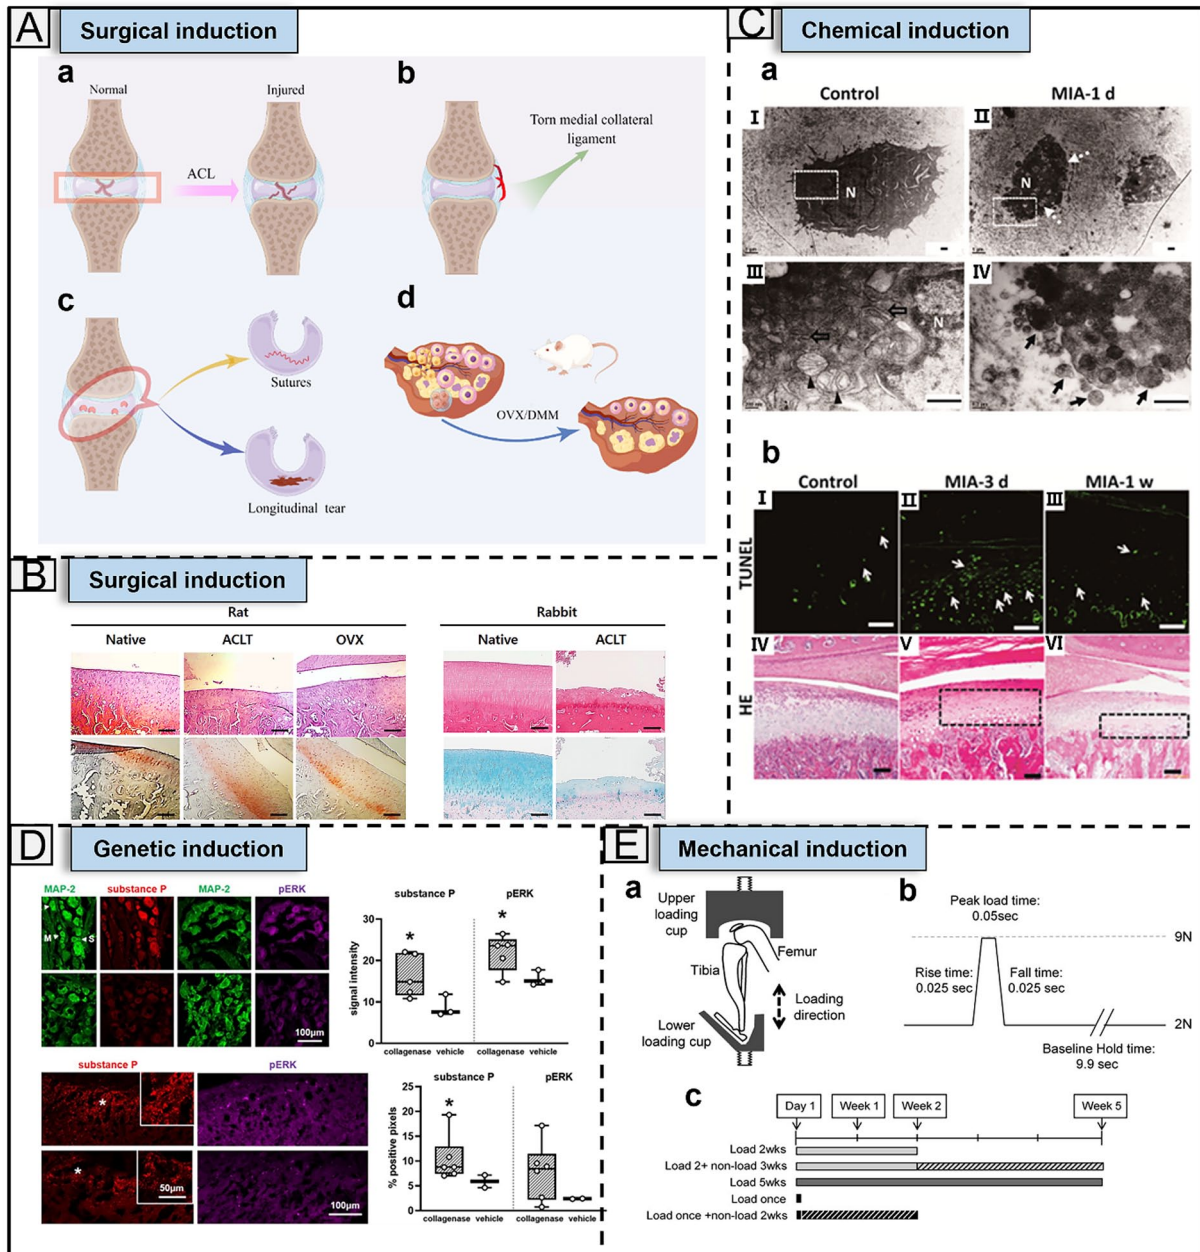 A
Surgical induction
a
Normal
Injured
ACL
b
Torn medial collateral
ligament
c
Sutures
Longitudinal tear
d
OVX/DMM
B
Surgical induction
Rat
Rabbit
Native
ACLT
OVX
Native
ACLT
C
Chemical induction
a
Control
MIA-1 d
I
II
N
N
III
IV
N
b
Control
MIA-3 d
MIA-1 w
TUNEL
I
II
III
HE
IV
V
VI
D
Genetic induction
MAP-2
substance P
MAP-2
pERK
M
S
100μm
substance P
pERK
signal intensity
30
20
10
0
collagenase
vehicle
collagenase
vehicle
*
*
substance P
pERK
*
*
50μm
100μm
substance P
pERK
% positive pixels
25
20
15
10
5
0
*
collagenase
vehicle
collagenase
vehicle
E
Mechanical induction
a
Upper
loading
cup
Femur
Tibia
Loading
direction
Lower
loading cup
b
Peak load time:
0.05sec
9N
Rise time:
0.025 sec
Fall time:
0.025 sec
2N
Baseline Hold time:
9.9 sec
c
Day 1
Week 1
Week 2
Week 5
Load 2wks
Load 2+ non-load 3wks
Load 5wks
Load once
Load once +non-load 2wks